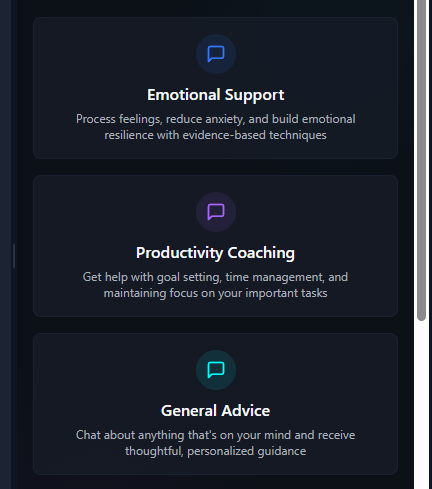 Emotional Support
Process feelings, reduce anxiety, and build emotional
resilience with evidence-based techniques
Productivity Coaching
Get help with goal setting, time management, and
maintaining focus on your important tasks
General Advice
Chat about anything that's on your mind and receive
thoughtful, personalized guidance